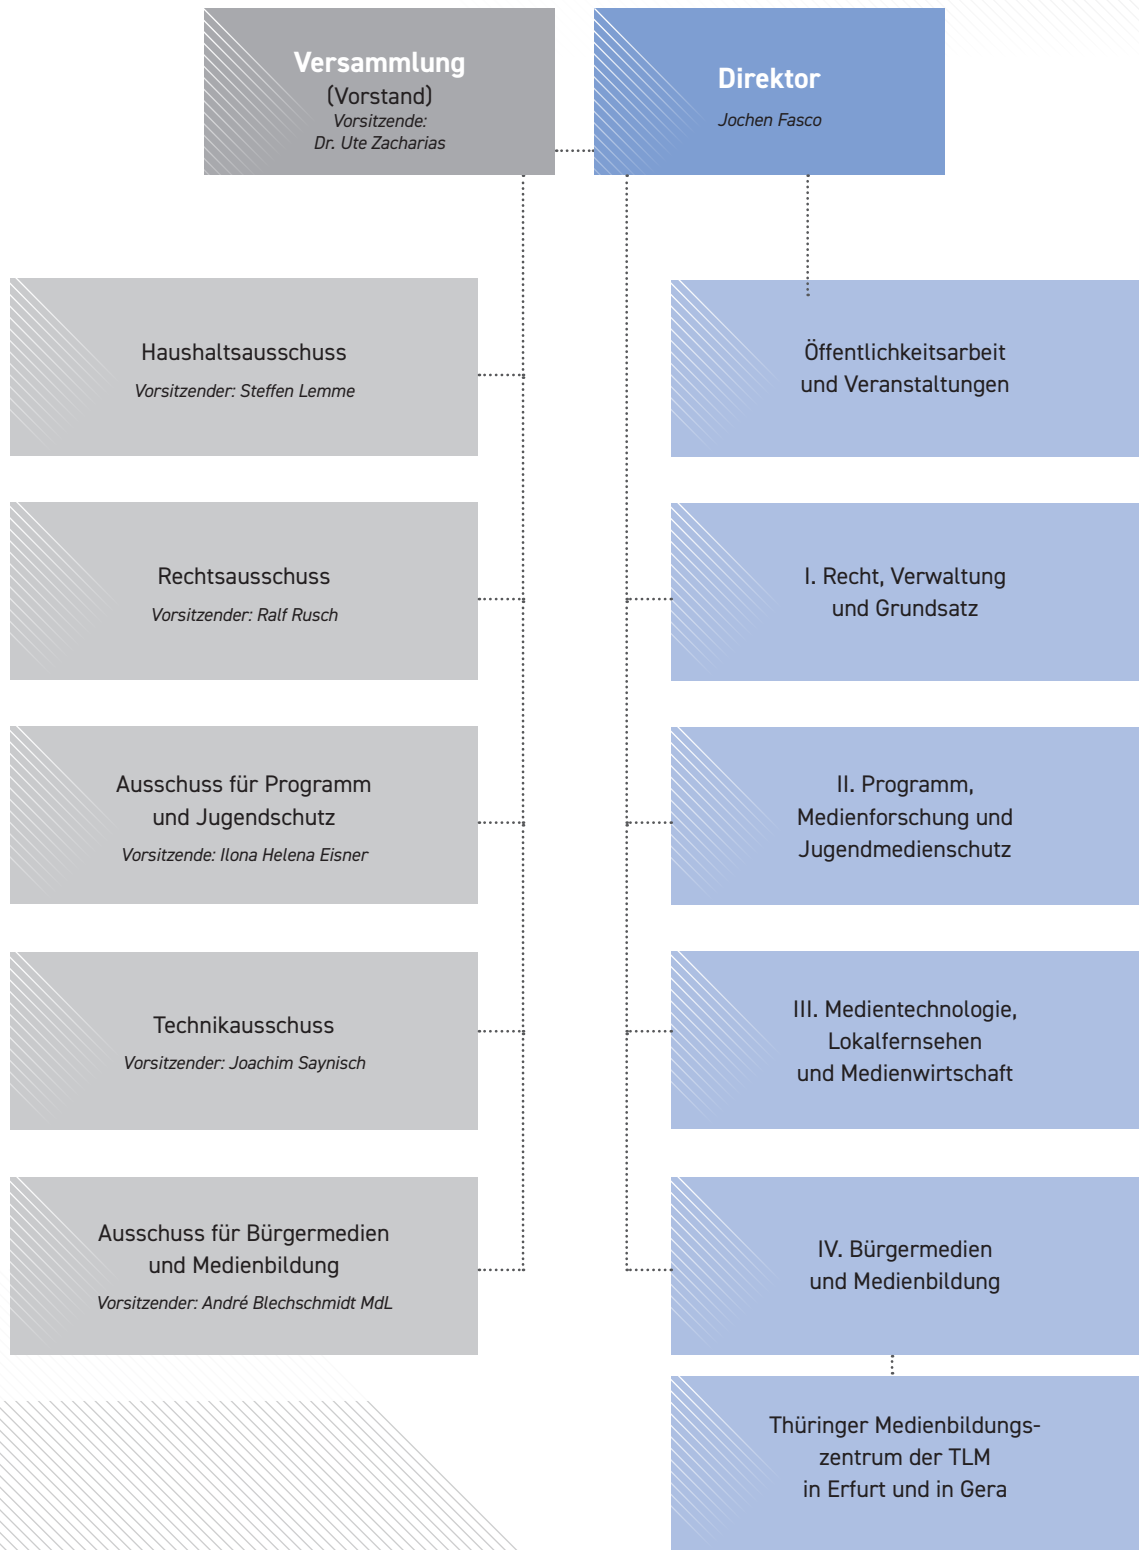 Versammlung
(Vorstand)
Vorsitzende:
Dr. Ute Zacharias
Direktor
Jochen Fasco
Haushaltsausschuss
Vorsitzender: Steffen Lemme
Öffentlichkeitsarbeit
und Veranstaltungen
Rechtsausschuss
Vorsitzender: Ralf Rusch
I. Recht, Verwaltung
und Grundsatz
Ausschuss für Programm
und Jugendschutz
Vorsitzende: Ilona Helena Eisner
II. Programm,
Medienforschung und
Jugendmedienschutz
Technikausschuss
Vorsitzender: Joachim Saynisch
III. Medientechnologie,
Lokalfernsehen
und Medienwirtschaft
Ausschuss für Bürgermedien
und Medienbildung
Vorsitzender: André Blechschmidt MdL
IV. Bürgermedien
und Medienbildung
Thüringer Medienbildungs-
zentrum der TLM
in Erfurt und in Gera